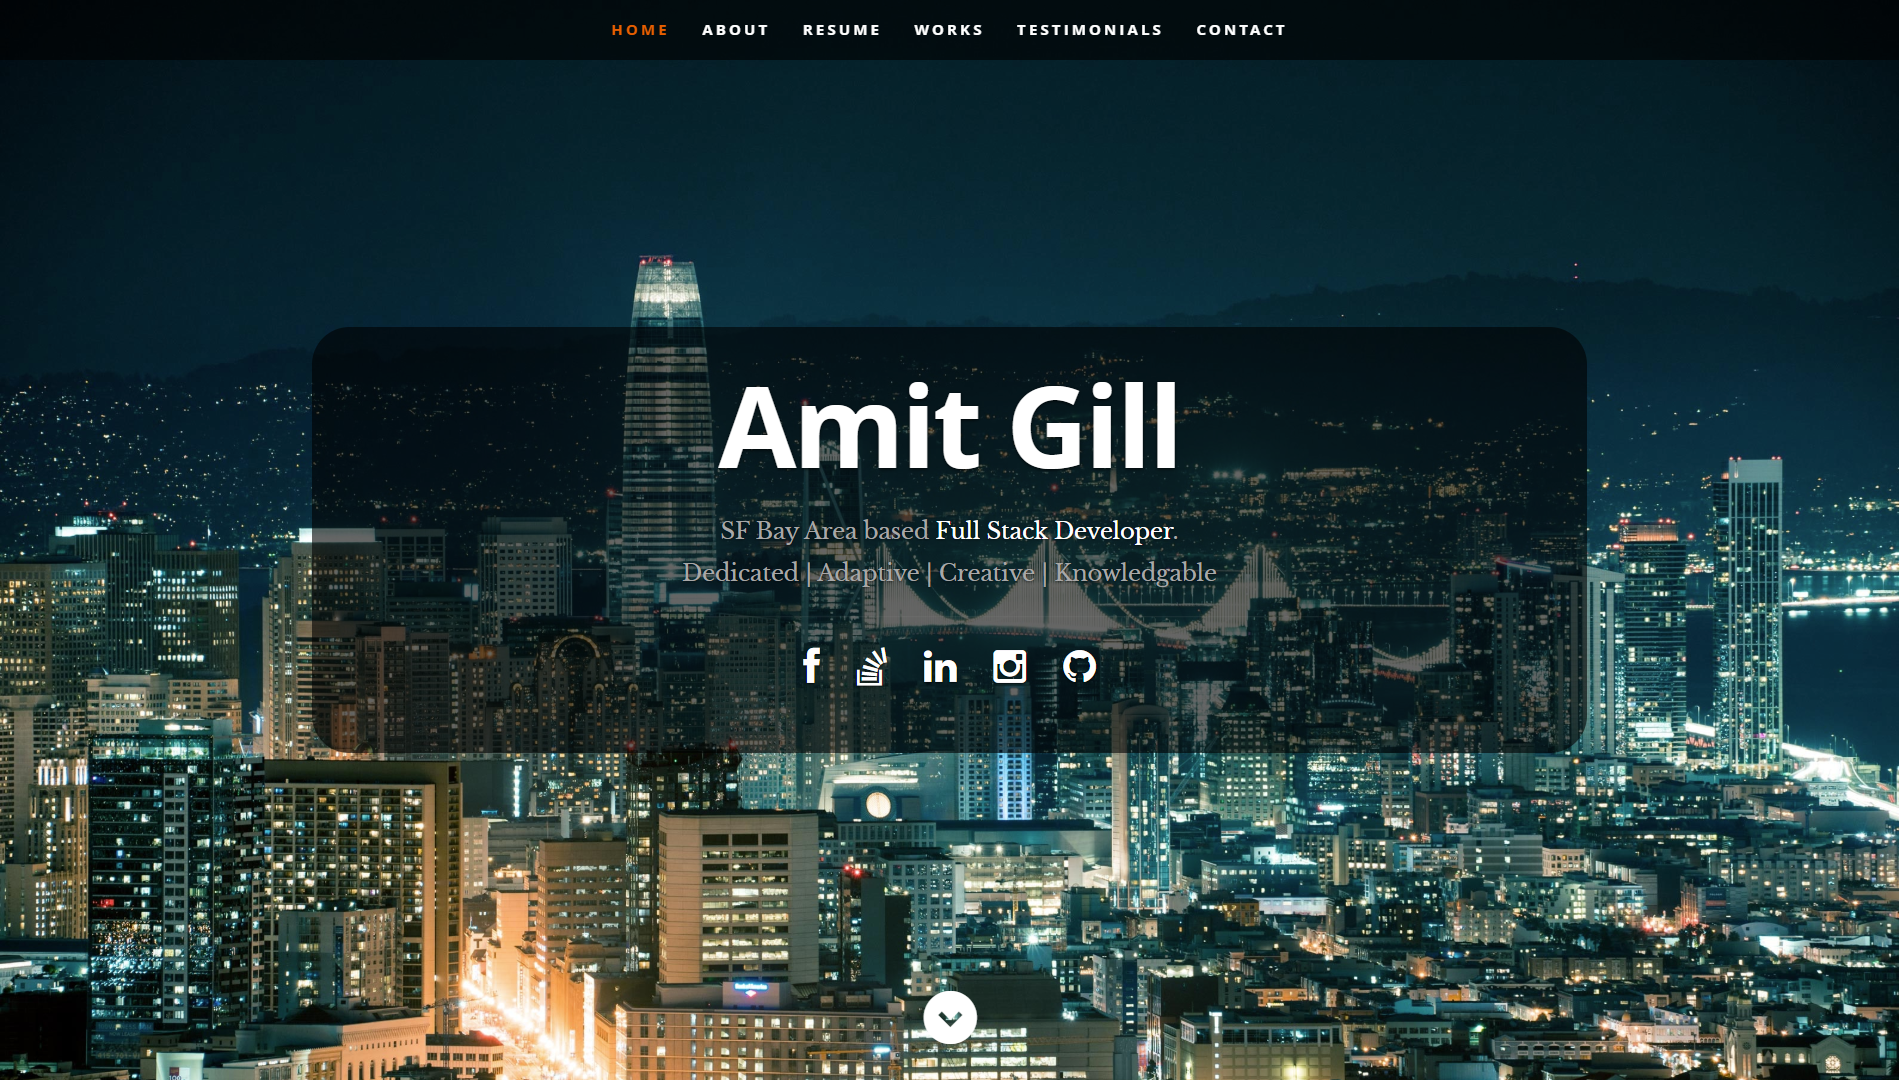 HOME ABOUT RESUME WORKS TESTIMONIALS CONTACT
Amit Gill
SF Bay Area based Full Stack Developer.
Dedicated | Adaptive | Creative | Knowledgable